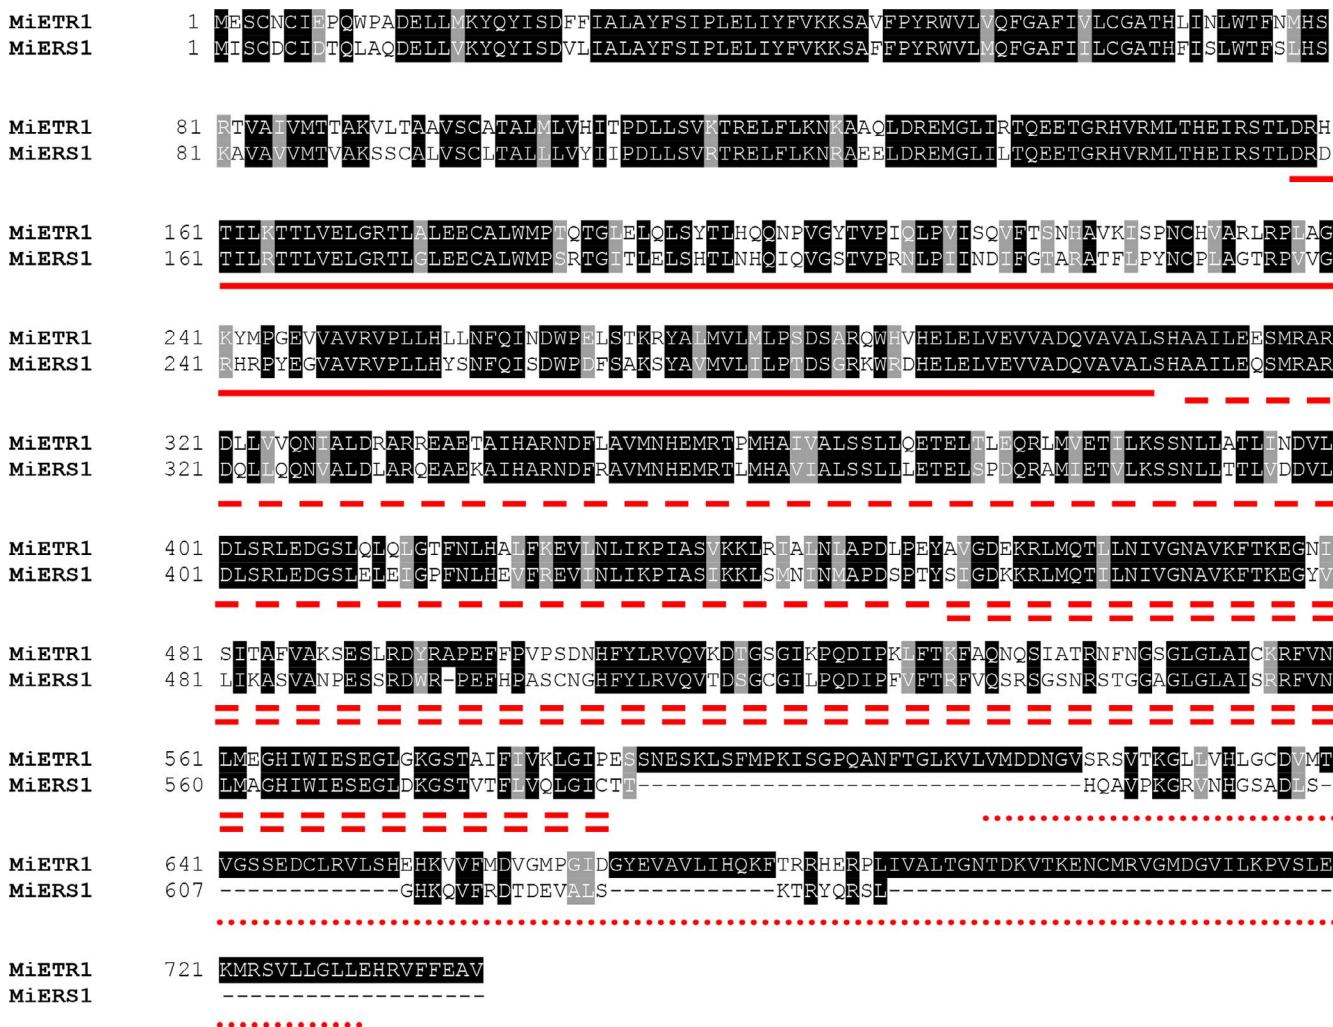 MiETR1 1 MESCNCIEPQWPADELLMKYQYISDFFIALAYFSIPLELIYFVKKSAVFPYRWVLVQFGAFIVLCGATHLINLWTFNMHS
MiERS1 1 MISCDCIDTQLAQDELLVKYQYISDVLIALAYFSIPLELIYFVKKSAFFPYRWVLMQFGAFIILCGATHFISLWTFSLHS
MiETR1 81 RTVAIVMTTAKVLTAAVSCATALMLVHITPDLLSVKTRELFLKNKAAQLDREMGLIRTQEETGRHVRMLTHEIRSTLDRH
MiERS1 81 KAVAVVMTVAKSSCALVSCLTALLLVYIIPDLLSVRTRELFLKNRAEELDREMGLILTQEETGRHVRMLTHEIRSTLDRD
MiETR1 161 TILKTTLVELGRTLALEECALWMPTQTGLELQLSYTLHQQNPVGYTVPIQLPVISQVFTSNHAVKISPNCHVARLRPLAG
MiERS1 161 TILRTTLVELGRTLGLEECALWMPSRTGITLELSHTLNHQIQVGSTVPRNLPIINDIFGTARATFLPYNCPLAGTRPVVG
MiETR1 241 KYMPGEVVAVRVPLLHLLNFQINDWPELSTKRYALMVLMLPSDSARQWHVHELELVEVVADQVAVALSHAAILEESMRAR
MiERS1 241 RHRPYEGVAVRVPLLHYSNFQISDWPDFSAKSYAVMVLILPTDSGRKWRDHELELVEVVADQVAVALSHAAILEQSMRAR
MiETR1 321 DLLVVQNIALDRARREAETAIHARNDFLAVMNHEMRTPMHAIVALSSLLQETELTLEQRLMVETILKSSNLLATLINDVL
MiERS1 321 DQLLQQNVALDLARQEAEKAIHARNDFRAVMNHEMRTLMHAVIALSSLLLETELSPDQRAMIETVLKSSNLLTTLVDDVL
MiETR1 401 DLSRLEDGSLQLQLGTFNLHALFKEVLNLIKPIASVKKLRIALNLAPDLPEYAVGDEKRLMQTLLNIVGNAVKFTKEGNI
MiERS1 401 DLSRLEDGSLELEIGPFNLHEVFREVINLIKPIASIKKLSMNINMAPDSPTYSIGDKKRLMQTILNIVGNAVKFTKEGYV
MiETR1 481 SITAFVAKSESLRDYRAPEFFPVPSDNHFYLRVQVKDTGSGIKPQDIPKLFTKFAQNQSIATRNFNGSGLGLAICKRFVN
MiERS1 481 LIKASVANPESSRDWR-PEFHPASCNGHFYLRVQVTDSGCGILPQDIPFVFTRFVQSRSGSNRSTGGAGLGLAISRRFVN
MiETR1 561 LMEGHIWIESEGLGKGSTAIFIVKLGIPESSNESKLSFMPKISGPQANFTGLKVLVMDDNGVSRSVTKGLLVHLGCDVMT
MiERS1 560 LMAGHIWIESEGLDKGSTVTFLVQLGICTT--------------------------------HQAVPKGRVNHGSADLS-
MiETR1 641 VGSSEDCLRVLSHEHKVVFMDVGMPGIDGYEVAVLIHQKFTRRHERPLIVALTGNTDKVTKENCMRVGMDGVILKPVSLE
MiERS1 607 -------------GHKQVFRDTDEVALS------------KTRYQRSL--------------------------------
MiETR1 721 KMRSVLLGLLEHRVFFEAV
MiERS1 -------------------